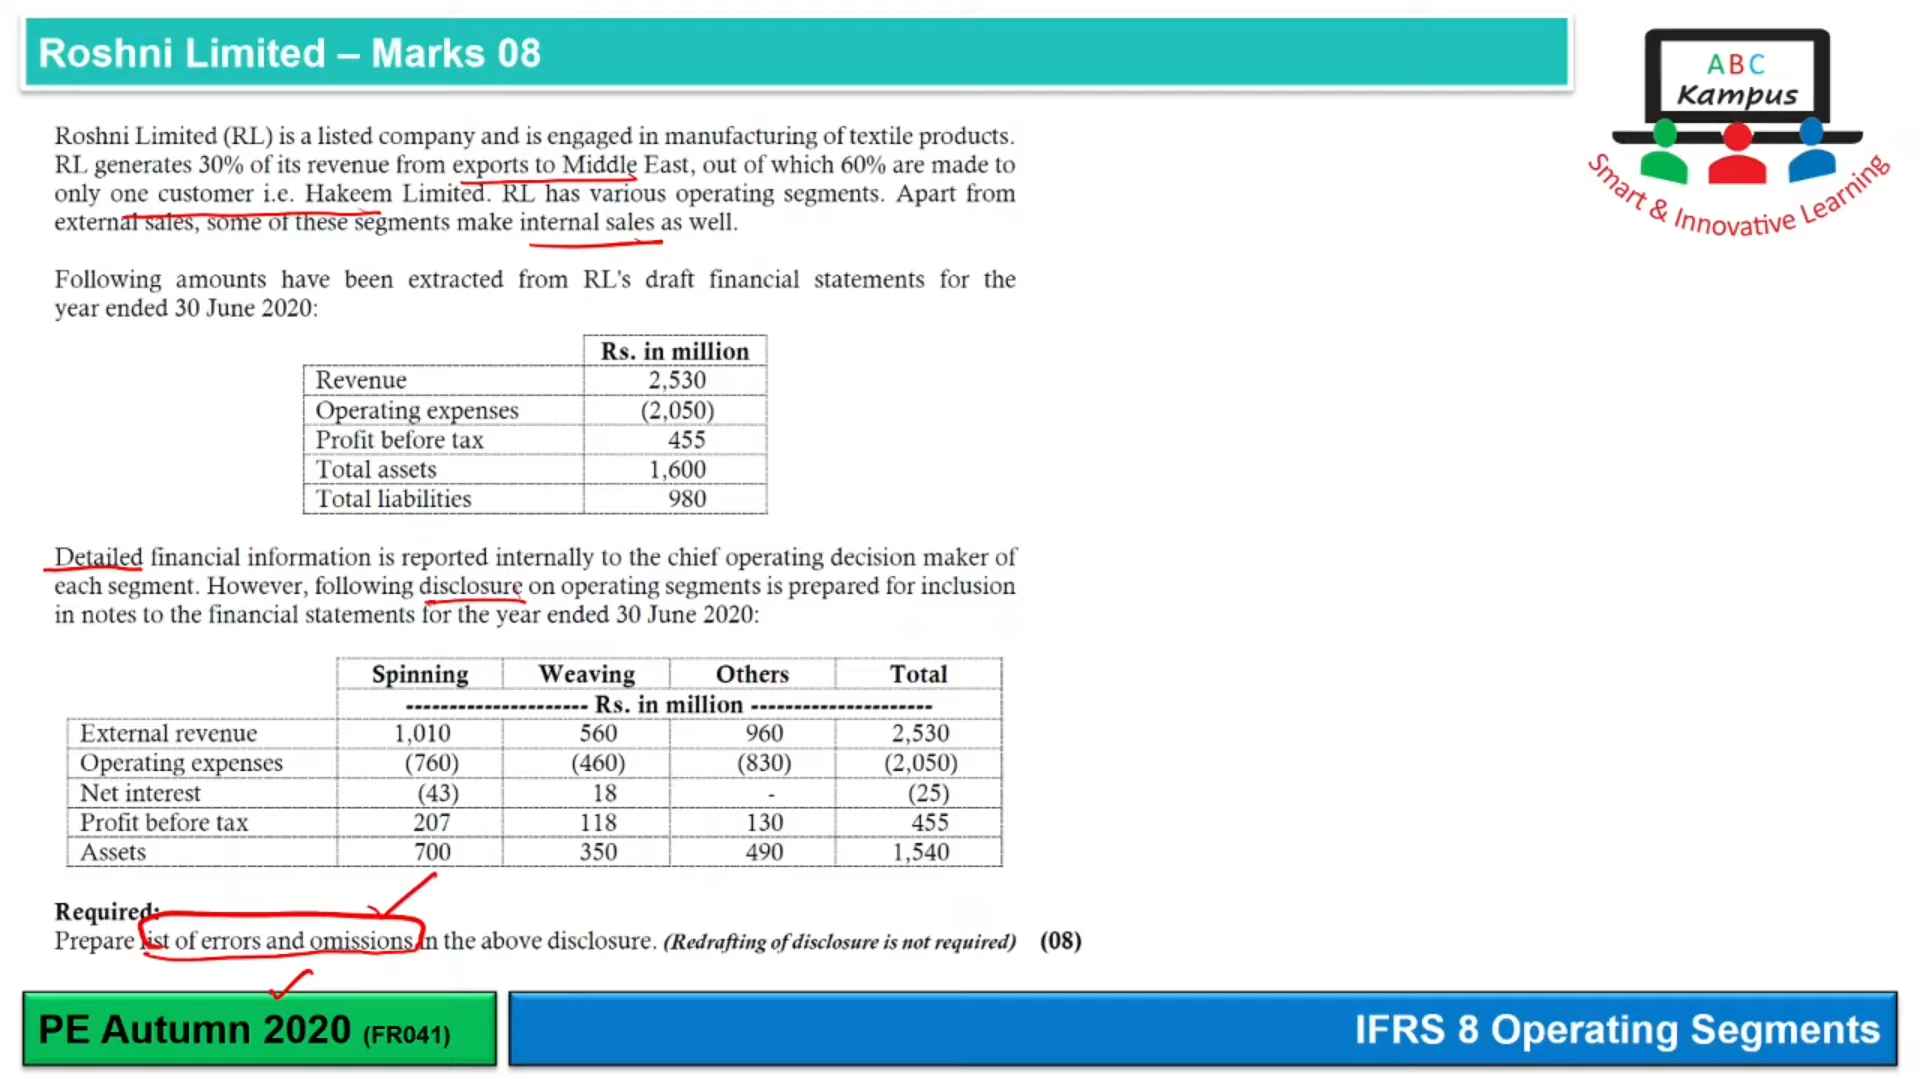 Roshni Limited – Marks 08
ABC
Kampus
Smart & Innovative Learning
Roshni Limited (RL) is a listed company and is engaged in manufacturing of textile products.
RL generates 30% of its revenue from exports to Middle East, out of which 60% are made to
only one customer i.e. Hakeem Limited. RL has various operating segments. Apart from
external sales, some of these segments make internal sales as well.
Following amounts have been extracted from RL's draft financial statements for the
year ended 30 June 2020:
Rs. in million
Revenue 2,530
Operating expenses (2,050)
Profit before tax 455
Total assets 1,600
Total liabilities 980
Detailed financial information is reported internally to the chief operating decision maker of
each segment. However, following disclosure on operating segments is prepared for inclusion
in notes to the financial statements for the year ended 30 June 2020:
Spinning Weaving Others Total
--------------------- Rs. in million ---------------------
External revenue 1,010 560 960 2,530
Operating expenses (760) (460) (830) (2,050)
Net interest (43) 18 - (25)
Profit before tax 207 118 130 455
Assets 700 350 490 1,540
Required:
Prepare list of errors and omissions in the above disclosure. (Redrafting of disclosure is not required) (08)
PE Autumn 2020 (FR041)
IFRS 8 Operating Segments